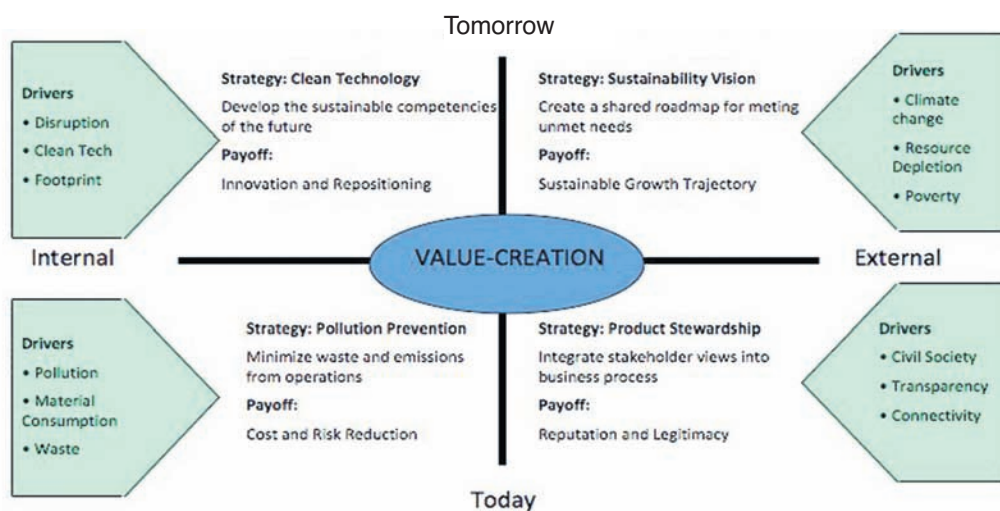 Tomorrow
Drivers
• Disruption
• Clean Tech
• Footprint
Strategy: Clean Technology
Develop the sustainable competencies
of the future
Payoff:
Innovation and Repositioning
Strategy: Sustainability Vision
Create a shared roadmap for meting
unmet needs
Payoff:
Sustainable Growth Trajectory
Drivers
• Climate
change
• Resource
Depletion
• Poverty
Internal
VALUE-CREATION
External
Drivers
• Pollution
• Material
Consumption
• Waste
Strategy: Pollution Prevention
Minimize waste and emissions
from operations
Payoff:
Cost and Risk Reduction
Strategy: Product Stewardship
Integrate stakeholder views into
business process
Payoff:
Reputation and Legitimacy
Drivers
• Civil Society
• Transparency
• Connectivity
Today